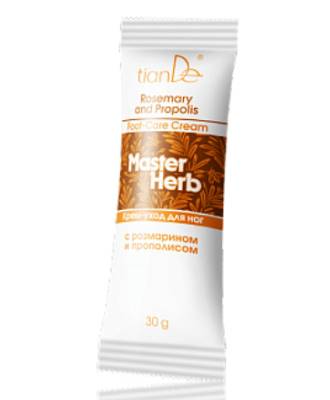 tianDe®
Rosemary
and Propolis
Foot-Care Cream
Master
Herb
Крем-уход для ног
с розмарином
и прополисом
30 g